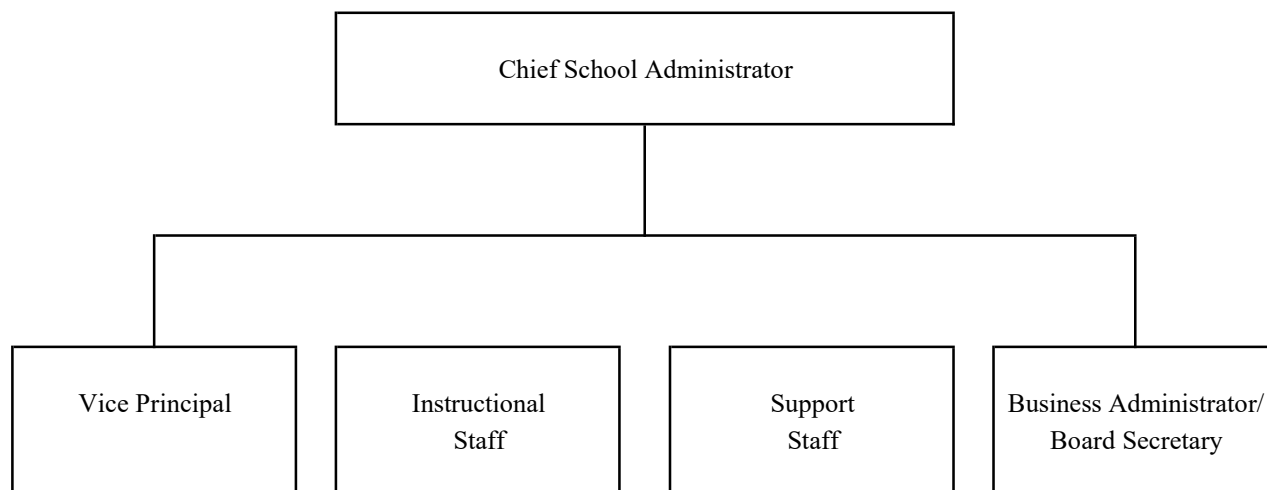 Chief School Administrator
Vice Principal
Instructional
Staff
Support
Staff
Business Administrator/
Board Secretary